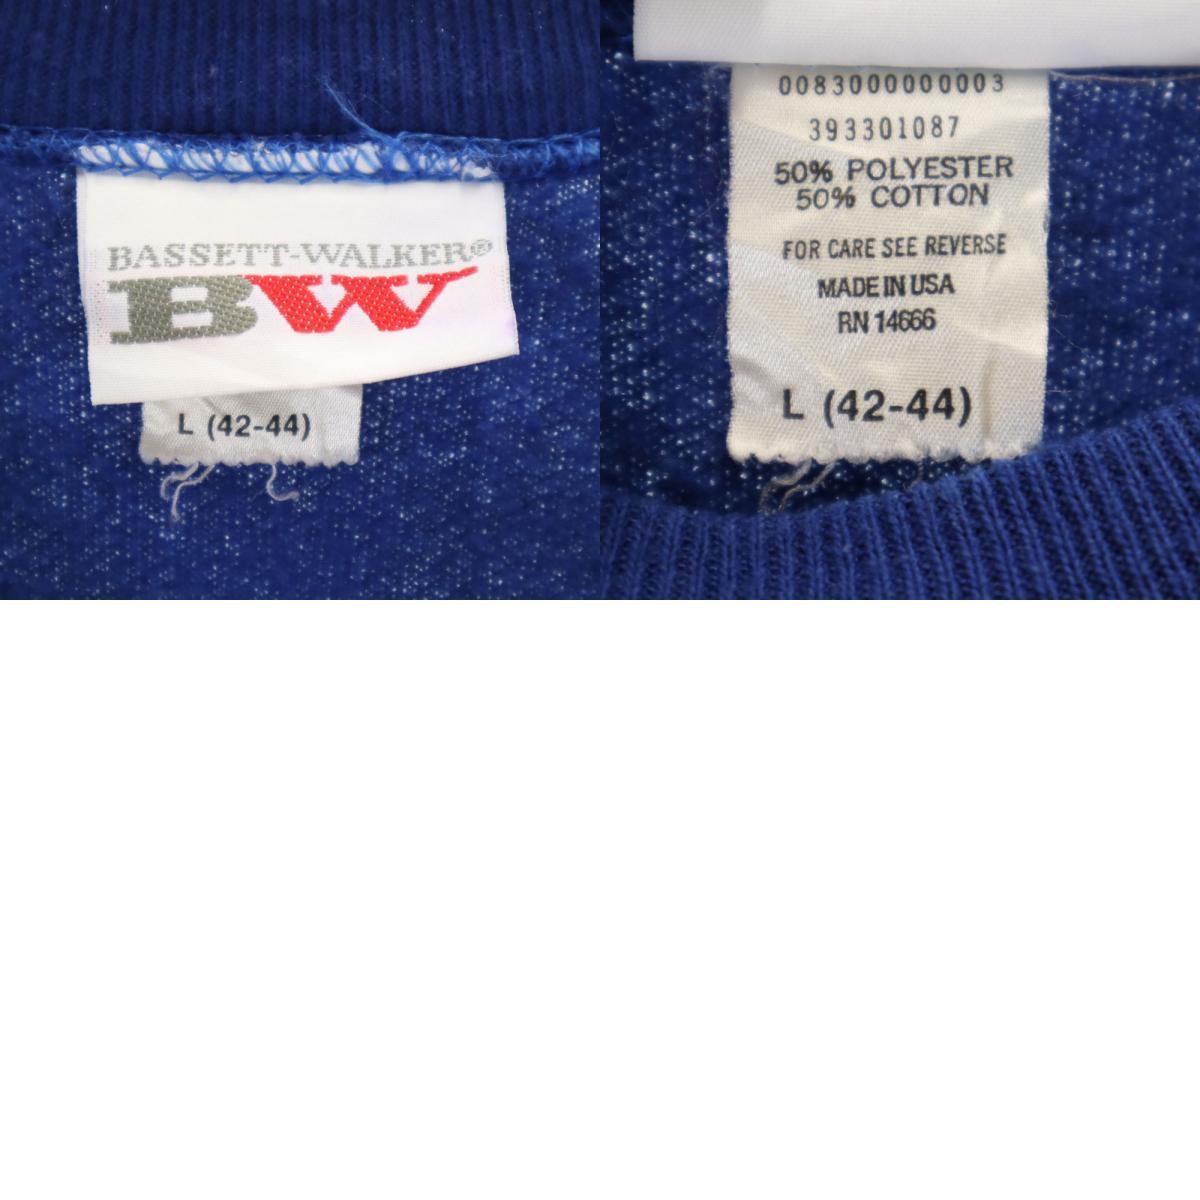 BASSETT-WALKER®
BW
L (42-44)
0083000000003
393301087
50% POLYESTER
50% COTTON
FOR CARE SEE REVERSE
MADE IN USA
RN 14666
L (42-44)